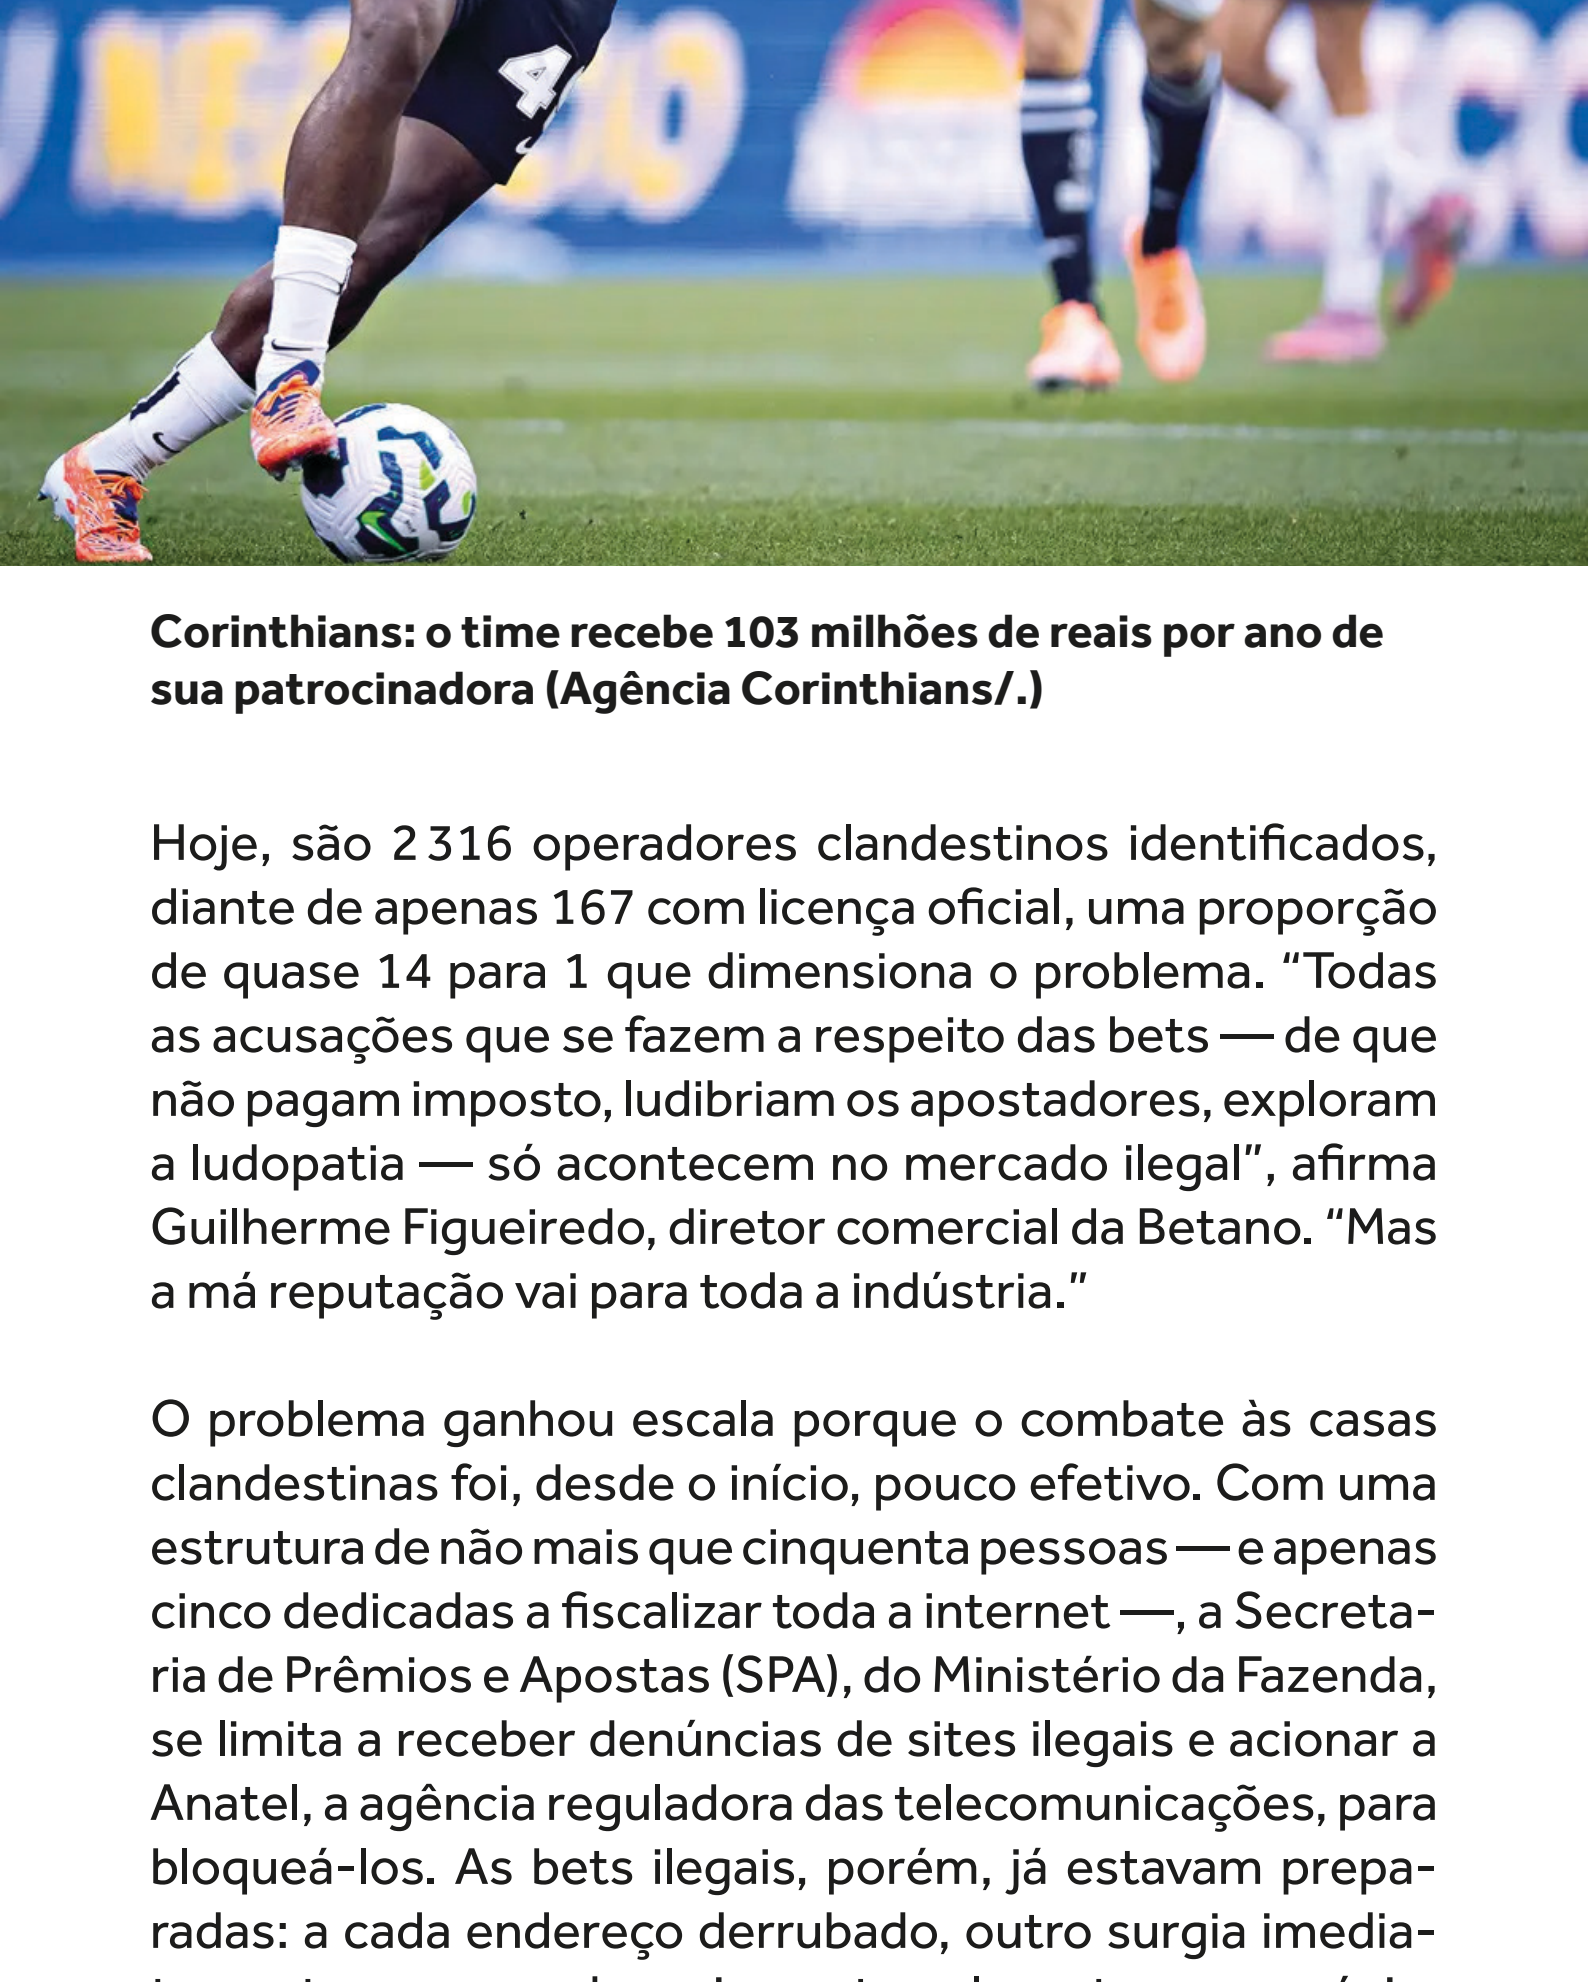 4
Corinthians: o time recebe 103 milhões de reais por ano de
sua patrocinadora (Agência Corinthians/.)
Hoje, são 2 316 operadores clandestinos identificados,
diante de apenas 167 com licença oficial, uma proporção
de quase 14 para 1 que dimensiona o problema. “Todas
as acusações que se fazem a respeito das bets — de que
não pagam imposto, ludibriam os apostadores, exploram
a ludopatia — só acontecem no mercado ilegal”, afirma
Guilherme Figueiredo, diretor comercial da Betano. “Mas
a má reputação vai para toda a indústria.”
O problema ganhou escala porque o combate às casas
clandestinas foi, desde o início, pouco efetivo. Com uma
estrutura de não mais que cinquenta pessoas — e apenas
cinco dedicadas a fiscalizar toda a internet —, a Secreta-
ria de Prêmios e Apostas (SPA), do Ministério da Fazenda,
se limita a receber denúncias de sites ilegais e acionar a
Anatel, a agência reguladora das telecomunicações, para
bloqueá-los. As bets ilegais, porém, já estavam prepa-
radas: a cada endereço derrubado, outro surgia imedia-